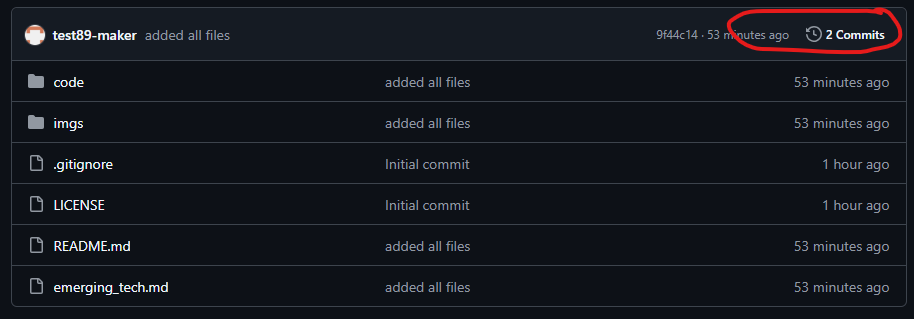 test89-maker added all files 9f44c14 · 53 minutes ago 2 Commits
code added all files 53 minutes ago
imgs added all files 53 minutes ago
.gitignore Initial commit 1 hour ago
LICENSE Initial commit 1 hour ago
README.md added all files 53 minutes ago
emerging_tech.md added all files 53 minutes ago